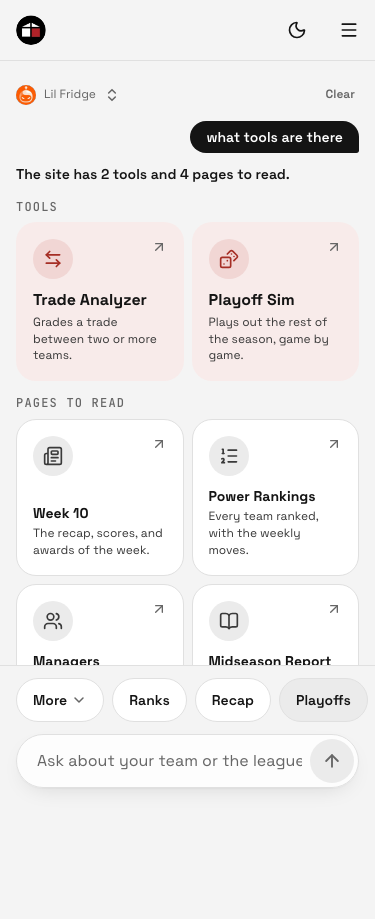 Lil Fridge
Clear
what tools are there
The site has 2 tools and 4 pages to read.
TOOLS
Trade Analyzer
Grades a trade
between two or more
teams.
Playoff Sim
Plays out the rest of
the season, game by
game.
PAGES TO READ
Week 10
The recap, scores, and
awards of the week.
Power Rankings
Every team ranked,
with the weekly
moves.
Managers
Midseason Report
More
Ranks
Recap
Playoffs
Ask about your team or the league